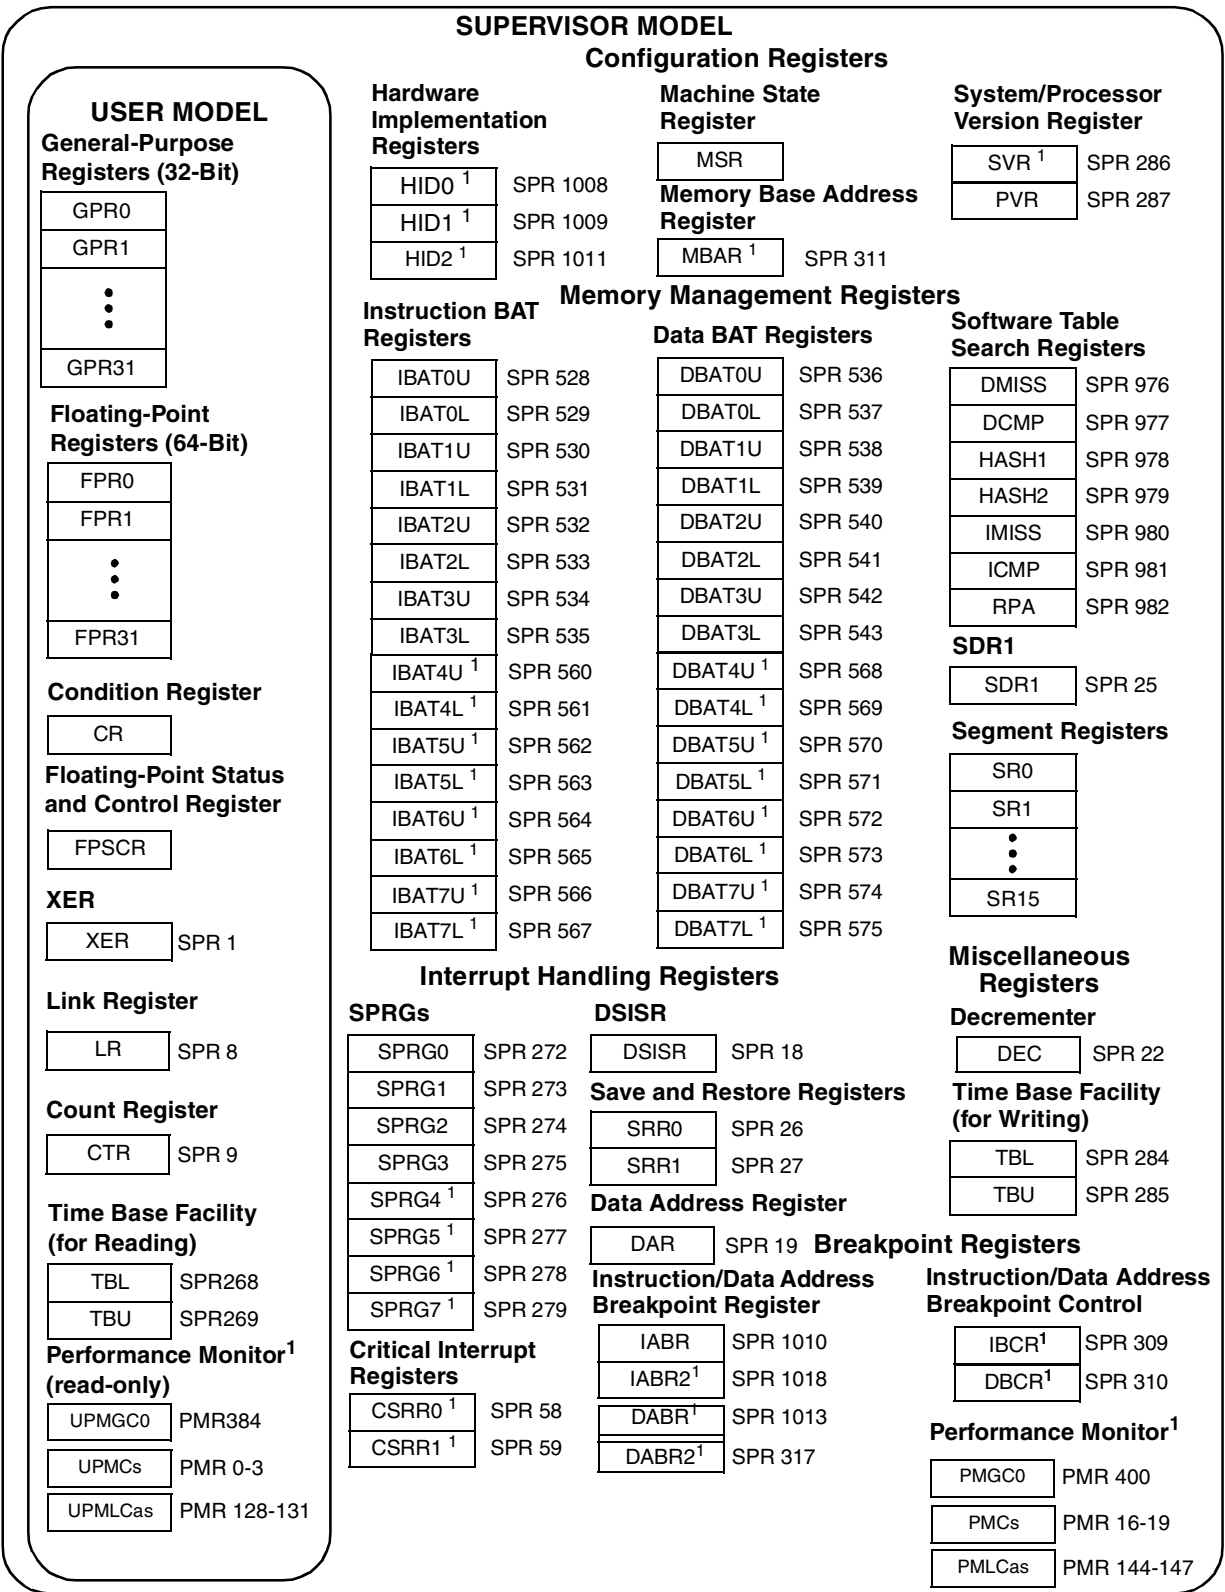 SUPERVISOR MODEL
Configuration Registers
USER MODEL
General-Purpose
Registers (32-Bit)
GPR0
GPR1
GPR31
Floating-Point
Registers (64-Bit)
FPR0
FPR1
FPR31
Condition Register
CR
Floating-Point Status
and Control Register
FPSCR
XER
XER SPR 1
Link Register
LR SPR 8
Count Register
CTR SPR 9
Time Base Facility
(for Reading)
TBL SPR268
TBU SPR269
Performance Monitor1
(read-only)
UPMGC0 PMR384
UPMCs PMR 0-3
UPMLCas PMR 128-131
Hardware
Implementation
Registers
HID0 1 SPR 1008
HID1 1 SPR 1009
HID2 1 SPR 1011
Machine State
Register
MSR
Memory Base Address
Register
MBAR 1 SPR 311
System/Processor
Version Register
SVR 1 SPR 286
PVR SPR 287
Memory Management Registers
Instruction BAT
Registers
IBAT0U SPR 528
IBAT0L SPR 529
IBAT1U SPR 530
IBAT1L SPR 531
IBAT2U SPR 532
IBAT2L SPR 533
IBAT3U SPR 534
IBAT3L SPR 535
IBAT4U 1 SPR 560
IBAT4L 1 SPR 561
IBAT5U 1 SPR 562
IBAT5L 1 SPR 563
IBAT6U 1 SPR 564
IBAT6L 1 SPR 565
IBAT7U 1 SPR 566
IBAT7L 1 SPR 567
Data BAT Registers
DBAT0U SPR 536
DBAT0L SPR 537
DBAT1U SPR 538
DBAT1L SPR 539
DBAT2U SPR 540
DBAT2L SPR 541
DBAT3U SPR 542
DBAT3L SPR 543
DBAT4U 1 SPR 568
DBAT4L 1 SPR 569
DBAT5U 1 SPR 570
DBAT5L 1 SPR 571
DBAT6U 1 SPR 572
DBAT6L 1 SPR 573
DBAT7U 1 SPR 574
DBAT7L 1 SPR 575
Software Table
Search Registers
DMISS SPR 976
DCMP SPR 977
HASH1 SPR 978
HASH2 SPR 979
IMISS SPR 980
ICMP SPR 981
RPA SPR 982
SDR1
SDR1 SPR 25
Segment Registers
SR0
SR1
SR15
Interrupt Handling Registers
SPRGs
SPRG0 SPR 272
SPRG1 SPR 273
SPRG2 SPR 274
SPRG3 SPR 275
SPRG4 1 SPR 276
SPRG5 1 SPR 277
SPRG6 1 SPR 278
SPRG7 1 SPR 279
Critical Interrupt
Registers
CSRR0 1 SPR 58
CSRR1 1 SPR 59
DSISR
DSISR SPR 18
Save and Restore Registers
SRR0 SPR 26
SRR1 SPR 27
Data Address Register
DAR SPR 19
Miscellaneous
Registers
Decrementer
DEC SPR 22
Time Base Facility
(for Writing)
TBL SPR 284
TBU SPR 285
Breakpoint Registers
Instruction/Data Address
Breakpoint Register
IABR SPR 1010
IABR2 1 SPR 1018
DABR 1 SPR 1013
DABR2 1 SPR 317
Instruction/Data Address
Breakpoint Control
IBCR1 SPR 309
DBCR1 SPR 310
Performance Monitor1
PMGC0 PMR 400
PMCs PMR 16-19
PMLCas PMR 144-147